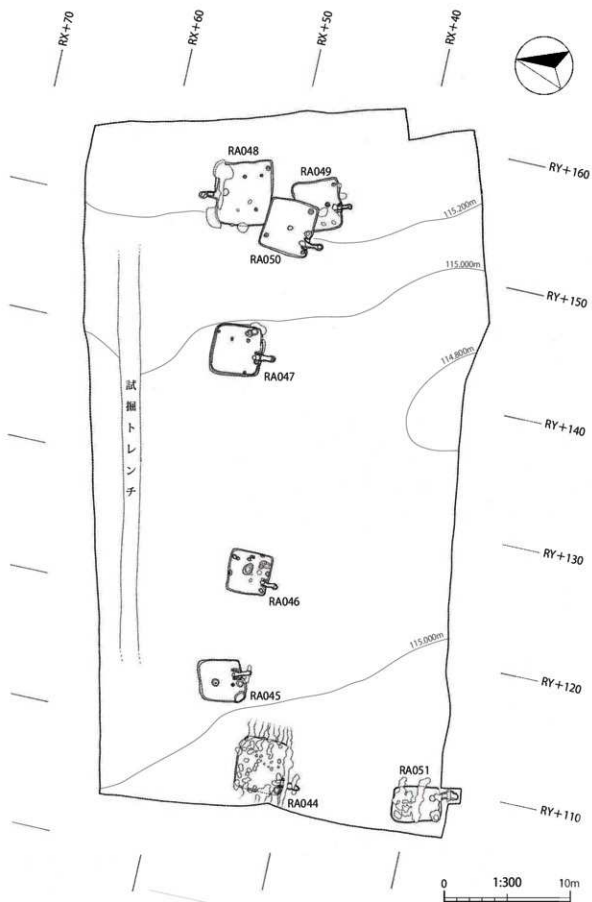 RX+70
RX+60
RX+50
RX+40
RA048
RA049
RY+160
115.200m
RA050
115.000m
RY+150
RA047
114.800m
試掘トレンチ
RY+140
RY+130
RA046
115.000m
RY+120
RA045
RA051
RA044
RY+110
0 1:300 10m